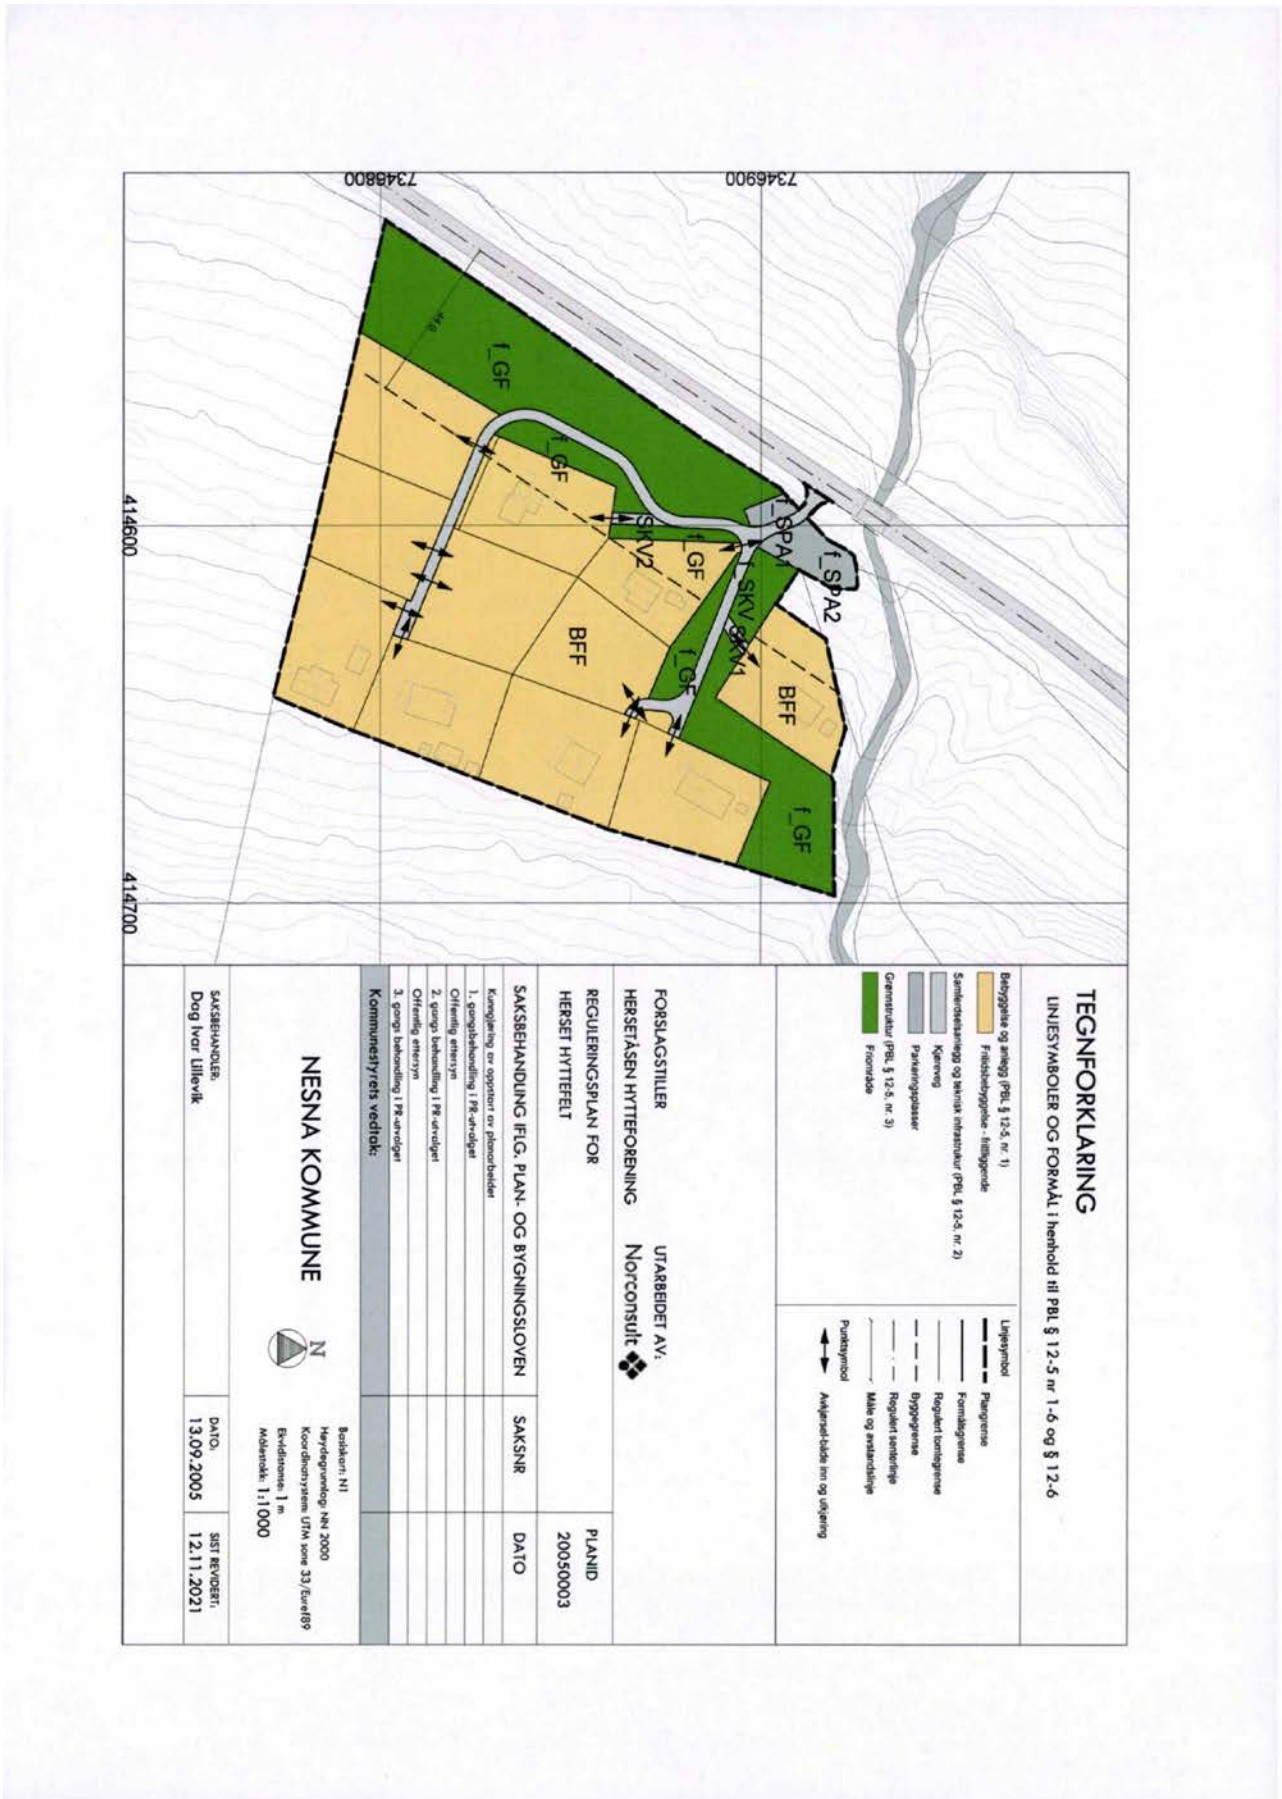 7346800
7346900
414600
414700
44.0
f_GF
f_GF
SKV2
f_GF
f_SPA1
f_SPA2
f_SKV
SKV1
f_GF
BFF
BFF
f_GF
TEGNFORKLARING
LINJESYMBOLER OG FORMÅL i henhold til PBL § 12-5 nr 1-6 og § 12-6
Bebyggelse og anlegg (PBL § 12-5, nr. 1)
Fritidsbebyggelse - frittliggende
Samferdselsanlegg og teknisk infrastruktur (PBL § 12-5, nr. 2)
Kjøreveg
Parkeringsplasser
Grønnstruktur (PBL § 12-5, nr. 3)
Friområde
Linjesymbol
Plangrense
Formålsgrense
Regulert tomtegrense
Byggegrense
Regulert senterlinje
Måle og avstandslinje
Punktsymbol
Avkjørsel-både inn og utkjøring
FORSLAGSTILLER
HERSETÅSEN HYTTEFORENING
UTARBEIDET AV:
Norconsult
REGULERINGSPLAN FOR
HERSET HYTTEFELT
PLANID
20050003
SAKSBEHANDLING IFLG. PLAN- OG BYGNINGSLOVEN
SAKSNR
DATO
Kunngjøring av oppstart av planarbeidet
1. gangsbehandling i PR-utvalget
Offentlig ettersyn
2. gangs behandling i PR-utvalget
Offentlig ettersyn
3. gangs behandling i PR-utvalget
Kommunestyrets vedtak:
NESNA KOMMUNE
N
Basiskart: N1
Høydegrunnlag: NN 2000
Koordinatsystem: UTM sone 33/Euref89
Ekvidistanse: 1 m
Målestokk: 1:1000
SAKSBEHANDLER:
Dag Ivar Lillevik
DATO:
13.09.2005
SIST REVIDERT:
12.11.2021